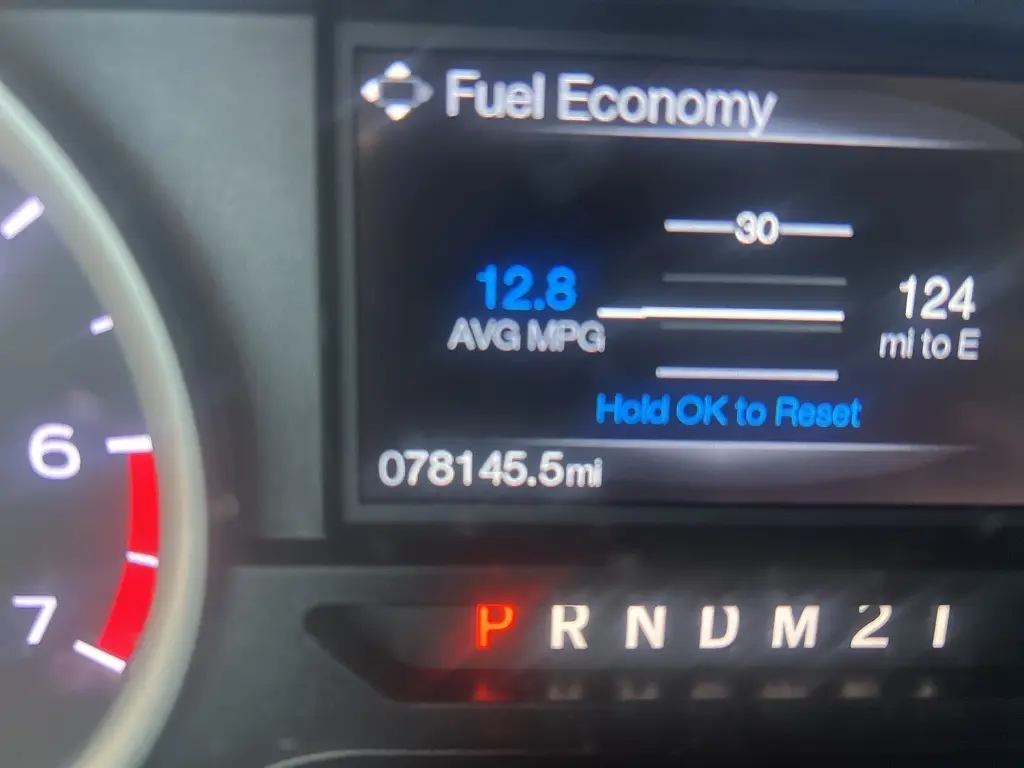 Fuel Economy
30
12.8
AVG MPG
124
mi to E
Hold OK to Reset
078145.5mi
6
7
P R N D M 2 1